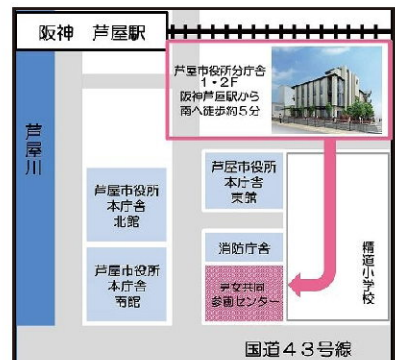 阪神 芦屋駅
芦屋市役所分庁舎
1・2F
阪神芦屋駅から
南へ徒歩約5分
芦屋川
芦屋市役所
本庁舎
北館
芦屋市役所
本庁舎
東館
芦屋市役所
本庁舎
南館
消防庁舎
男女共同
参画センター
精道小学校
国道43号線